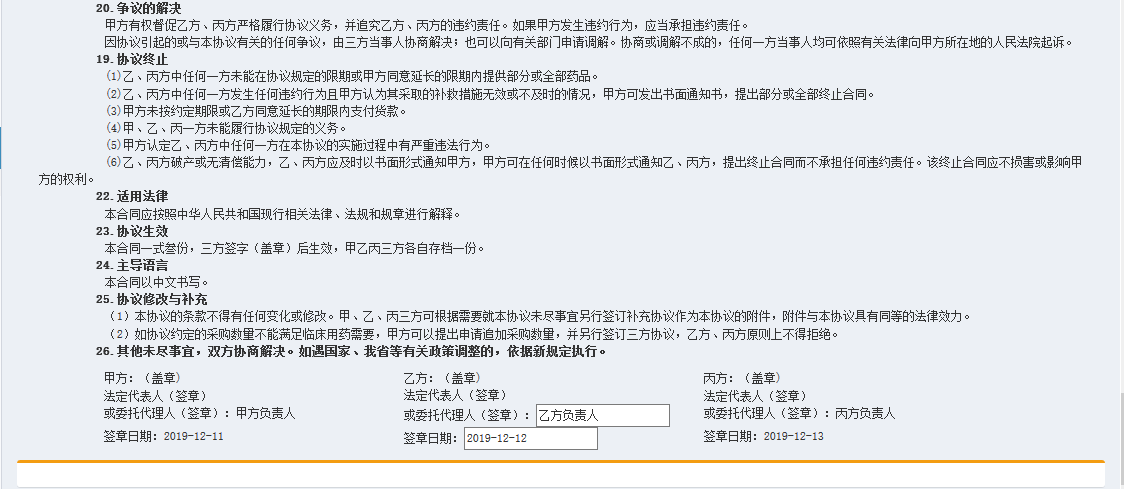 20. 争议的解决
甲方有权督促乙方、丙方严格履行协议义务，并追究乙方、丙方的违约责任。如果甲方发生违约行为，应当承担违约责任。
因协议引起的或与本协议有关的任何争议，由三方当事人协商解决；也可以向有关部门申请调解。协商或调解不成的，任何一方当事人均可依照有关法律向甲方所在地的人民法院起诉。
19. 协议终止
(1)乙、丙方中任何一方未能在协议规定的限期或甲方同意延长的限期内提供部分或全部药品。
(2)乙、丙方中任何一方发生任何违约行为且甲方认为其采取的补救措施无效或不及时的情况，甲方可发出书面通知书，提出部分或全部终止合同。
(3)甲方未按约定期限或乙方同意延长的期限内支付货款。
(4)甲、乙、丙一方未能履行协议规定的义务。
(5)甲方认定乙、丙方中任何一方在本协议的实施过程中有严重违法行为。
(6)乙、丙方破产或无清偿能力，乙、丙方应及时以书面形式通知甲方，甲方可在任何时候以书面形式通知乙、丙方，提出终止合同而不承担任何违约责任。该终止合同应不损害或影响甲
方的权利。
22. 适用法律
本合同应按照中华人民共和国现行相关法律、法规和规章进行解释。
23. 协议生效
本合同一式叁份，三方签字（盖章）后生效，甲乙丙三方各自存档一份。
24. 主导语言
本合同以中文书写。
25. 协议修改与补充
（1）本协议的条款不得有任何变化或修改。甲、乙、丙三方可根据需要就本协议未尽事宜另行签订补充协议作为本协议的附件，附件与本协议具有同等的法律效力。
（2）如协议约定的采购数量不能满足临床用药需要，甲方可以提出申请追加采购数量，并另行签订三方协议，乙方、丙方原则上不得拒绝。
26. 其他未尽事宜，双方协商解决。如遇国家、我省等有关政策调整的，依据新规定执行。
甲方：（盖章） 乙方：（盖章） 丙方：（盖章）
法定代表人（签章） 法定代表人（签章） 法定代表人（签章）
或委托代理人（签章）：甲方负责人 或委托代理人（签章）：乙方负责人 或委托代理人（签章）：丙方负责人
签章日期：2019-12-11 签章日期：2019-12-12 签章日期：2019-12-13